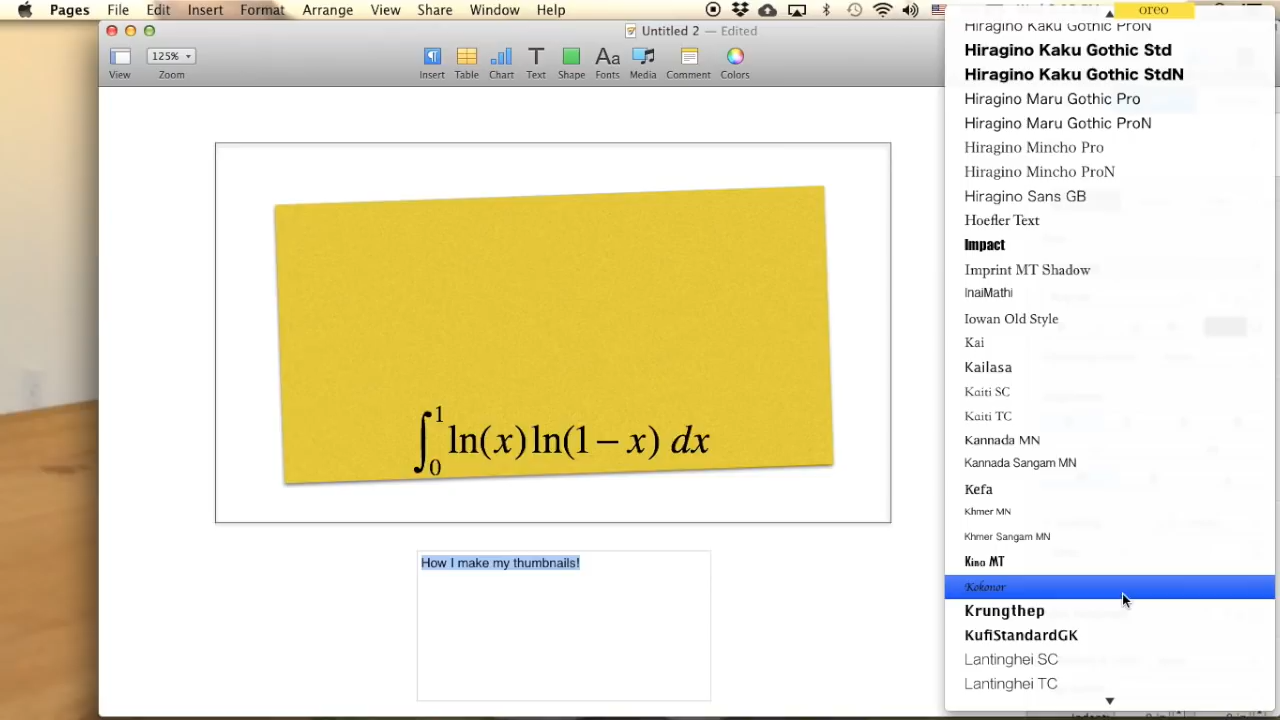 Pages File Edit Insert Format Arrange View Share Window Help
oreo
Untitled 2 — Edited
125%
View Zoom Insert Table Chart Text Shape Fonts Media Comment Colors
∫₀¹ ln(x) ln(1 − x) dx
How I make my thumbnails!
Hiragino Kaku Gothic ProN
Hiragino Kaku Gothic Std
Hiragino Kaku Gothic StdN
Hiragino Maru Gothic Pro
Hiragino Maru Gothic ProN
Hiragino Mincho Pro
Hiragino Mincho ProN
Hiragino Sans GB
Hoefler Text
Impact
Imprint MT Shadow
InaiMathi
Iowan Old Style
Kai
Kailasa
Kaiti SC
Kaiti TC
Kannada MN
Kannada Sangam MN
Kefa
Khmer MN
Khmer Sangam MN
Kino MT
Kokonor
Krungthep
KufiStandardGK
Lantinghei SC
Lantinghei TC